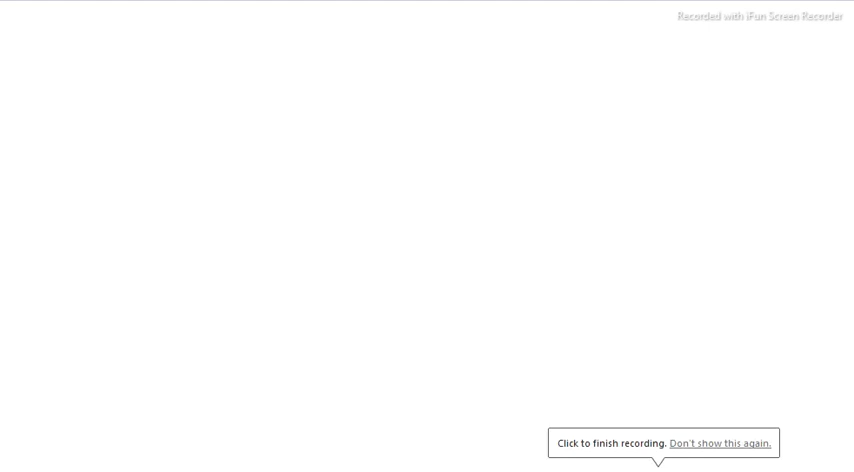 Recorded with iFun Screen Recorder
Click to finish recording. Don't show this again.